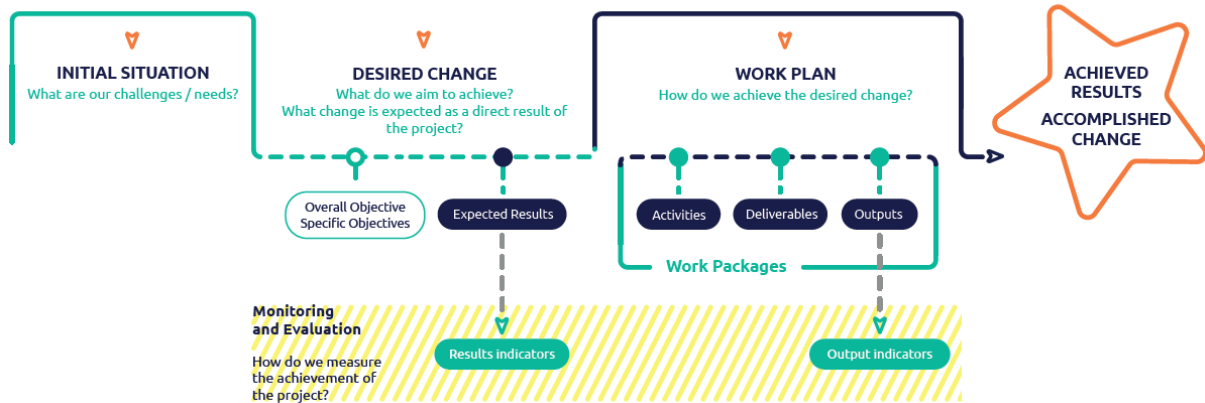 INITIAL SITUATION
What are our challenges / needs?
DESIRED CHANGE
What do we aim to achieve?
What change is expected as a direct result of
the project?
WORK PLAN
How do we achieve the desired change?
ACHIEVED
RESULTS
ACCOMPLISHED
CHANGE
Overall Objective
Specific Objectives
Expected Results
Activities
Deliverables
Outputs
Work Packages
Monitoring
and Evaluation
How do we measure
the achievement of
the project?
Results indicators
Output indicators